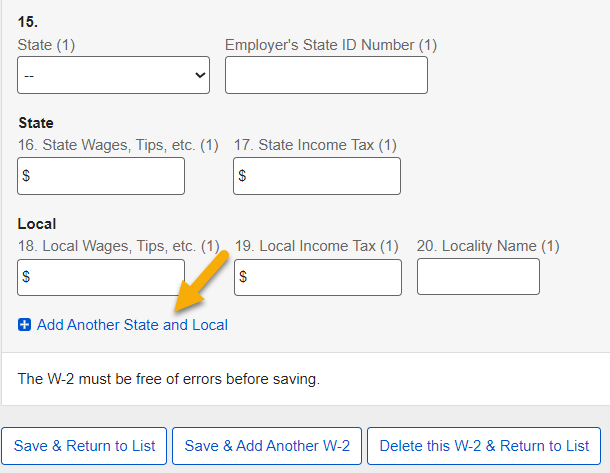 15.
State (1) Employer's State ID Number (1)
--
State
16. State Wages, Tips, etc. (1) 17. State Income Tax (1)
$ $
Local
18. Local Wages, Tips, etc. (1) 19. Local Income Tax (1) 20. Locality Name (1)
$ $
Add Another State and Local
The W-2 must be free of errors before saving.
Save & Return to List Save & Add Another W-2 Delete this W-2 & Return to List